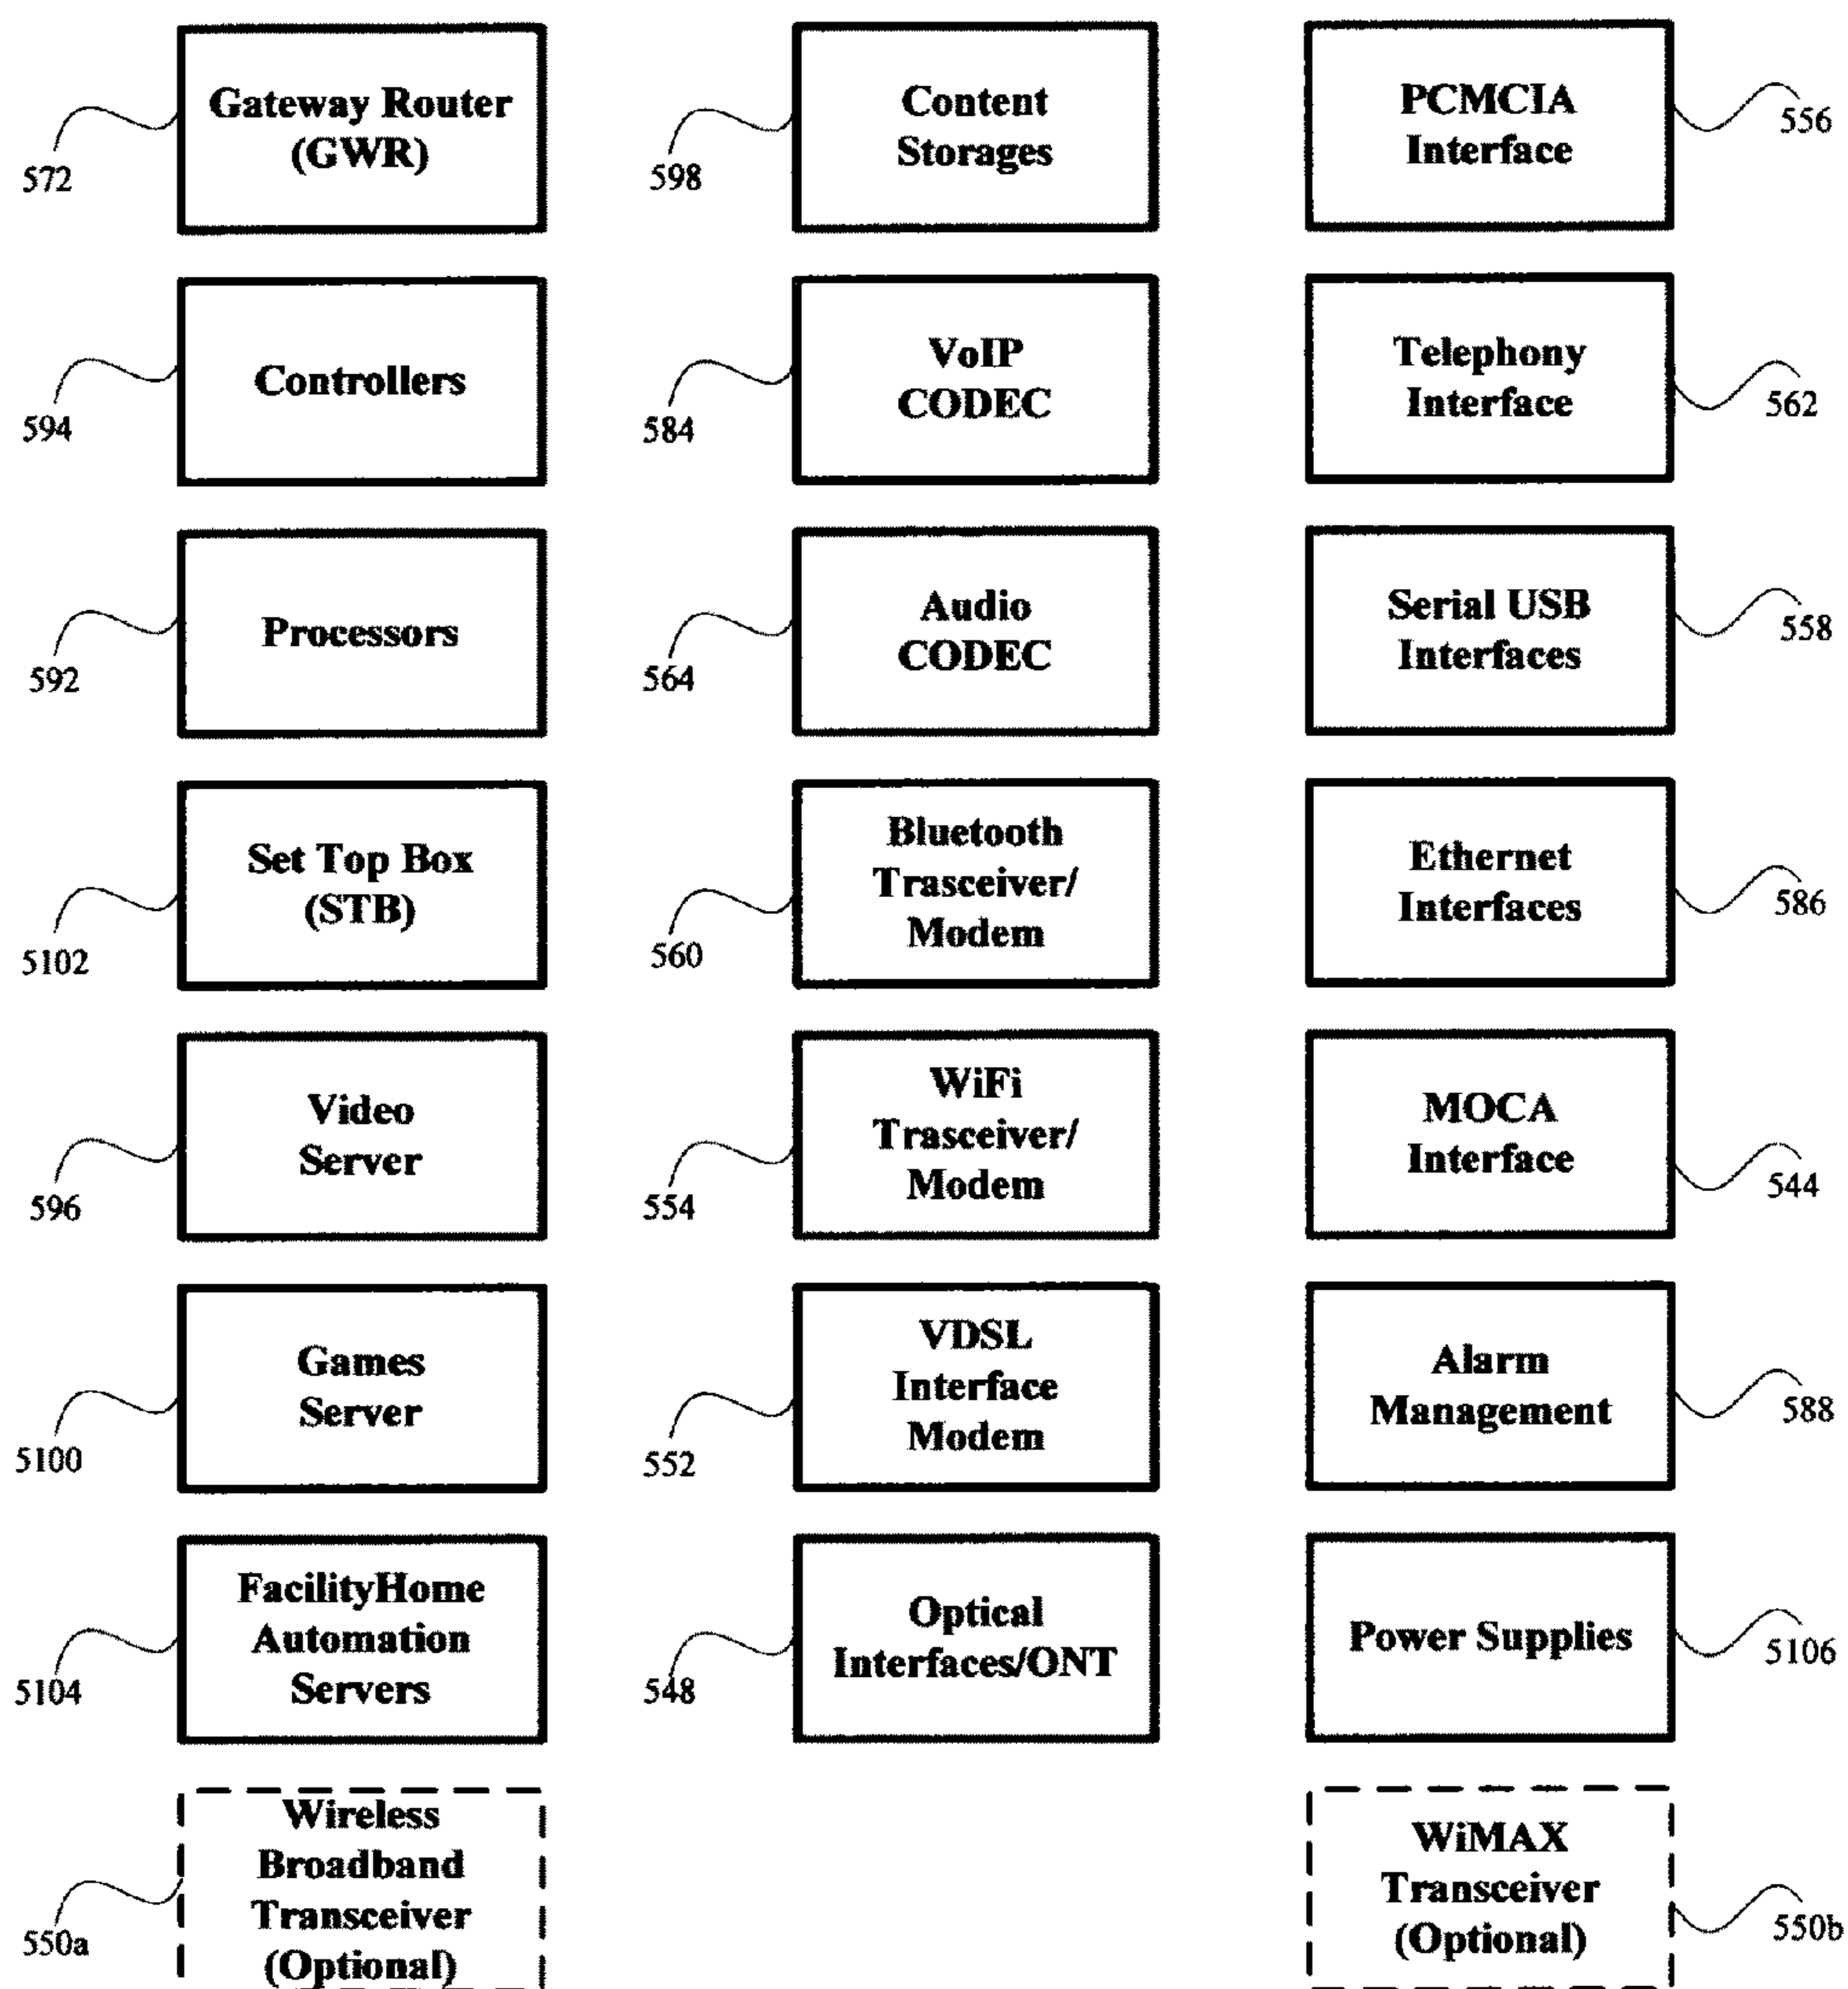 Gateway Router
(GWR)
572
Content
Storages
598
PCMCIA
Interface
556
Controllers
594
VoIP
CODEC
584
Telephony
Interface
562
Processors
592
Audio
CODEC
564
Serial USB
Interfaces
558
Set Top Box
(STB)
5102
Bluetooth
Trasceiver/
Modem
560
Ethernet
Interfaces
586
Video
Server
596
WiFi
Trasceiver/
Modem
554
MOCA
Interface
544
Games
Server
5100
VDSL
Interface
Modem
552
Alarm
Management
588
FacilityHome
Automation
Servers
5104
Optical
Interfaces/ONT
548
Power Supplies
5106
Wireless
Broadband
Transceiver
(Optional)
550a
WiMAX
Transceiver
(Optional)
550b